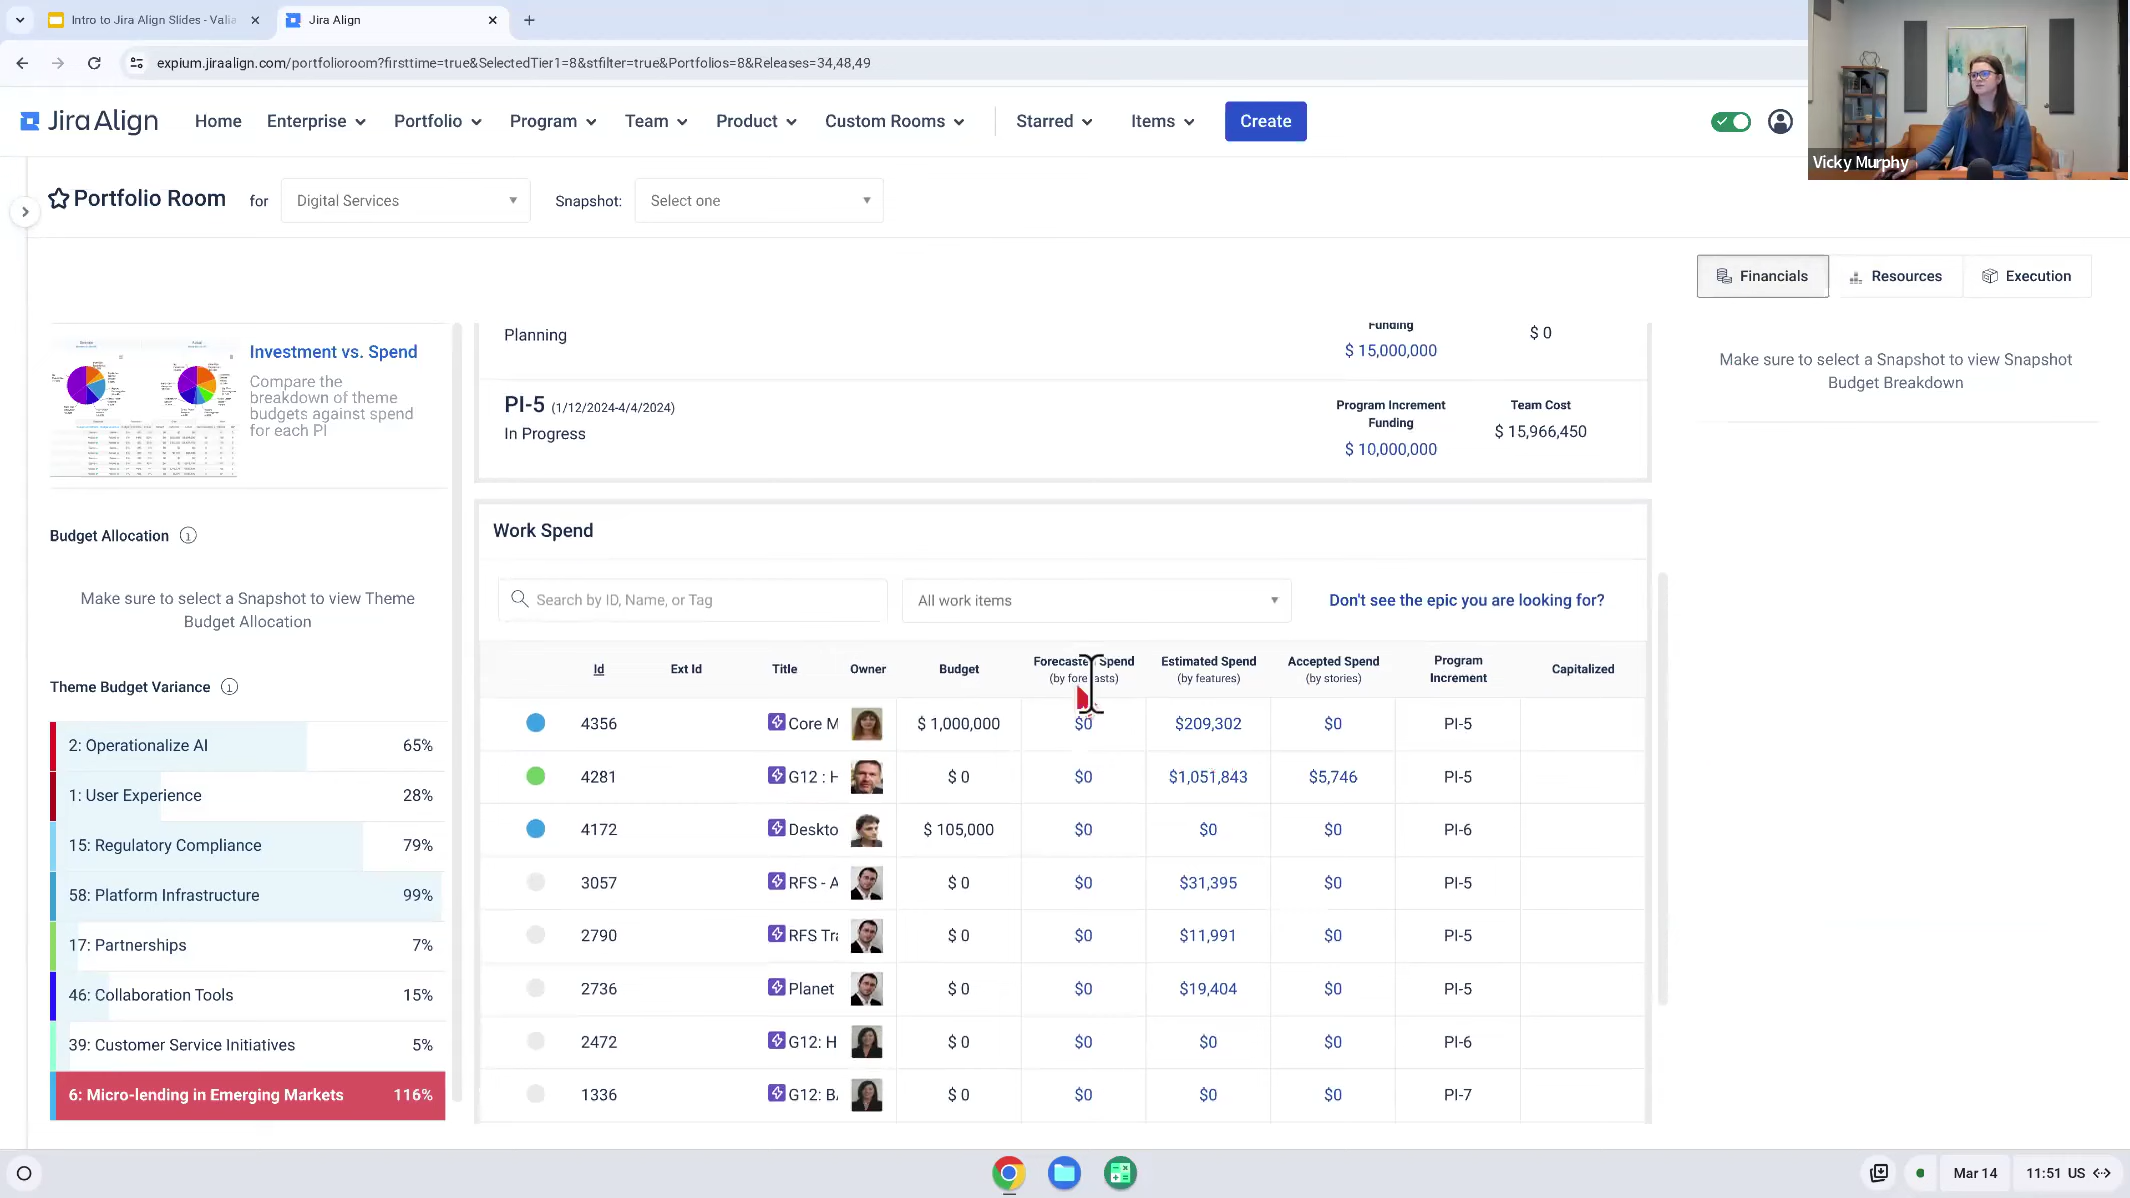 Intro to Jira Align Slides - Valia
Jira Align
expium.jiraalign.com/portfolioroom?firsttime=true&SelectedTier1=8&stfilter=true&Portfolios=8&Releases=34,48,49
Jira Align
Home
Enterprise
Portfolio
Program
Team
Product
Custom Rooms
Starred
Items
Create
Vicky Murphy
Portfolio Room
for
Digital Services
Snapshot:
Select one
Financials
Resources
Execution
Make sure to select a Snapshot to view Snapshot
Budget Breakdown
Investment vs. Spend
Compare the
breakdown of theme
budgets against spend
for each PI
Budget Allocation
Make sure to select a Snapshot to view Theme
Budget Allocation
Theme Budget Variance
2: Operationalize AI 65%
1: User Experience 28%
15: Regulatory Compliance 79%
58: Platform Infrastructure 99%
17: Partnerships 7%
46: Collaboration Tools 15%
39: Customer Service Initiatives 5%
6: Micro-lending in Emerging Markets 116%
Planning
Funding
$ 15,000,000
$ 0
PI-5 (1/12/2024-4/4/2024)
In Progress
Program Increment
Funding
$ 10,000,000
Team Cost
$ 15,966,450
Work Spend
Search by ID, Name, or Tag
All work items
Don't see the epic you are looking for?
Id
Ext Id
Title
Owner
Budget
Forecasted Spend
(by forecasts)
Estimated Spend
(by features)
Accepted Spend
(by stories)
Program
Increment
Capitalized
4356 Core M $ 1,000,000 $0 $209,302 $0 PI-5
4281 G12 : H $ 0 $0 $1,051,843 $5,746 PI-5
4172 Deskto $ 105,000 $0 $0 $0 PI-6
3057 RFS - A $ 0 $0 $31,395 $0 PI-5
2790 RFS Tra $ 0 $0 $11,991 $0 PI-5
2736 Planet $ 0 $0 $19,404 $0 PI-5
2472 G12: H $ 0 $0 $0 $0 PI-6
1336 G12: BA $ 0 $0 $0 $0 PI-7
Mar 14
11:51 US